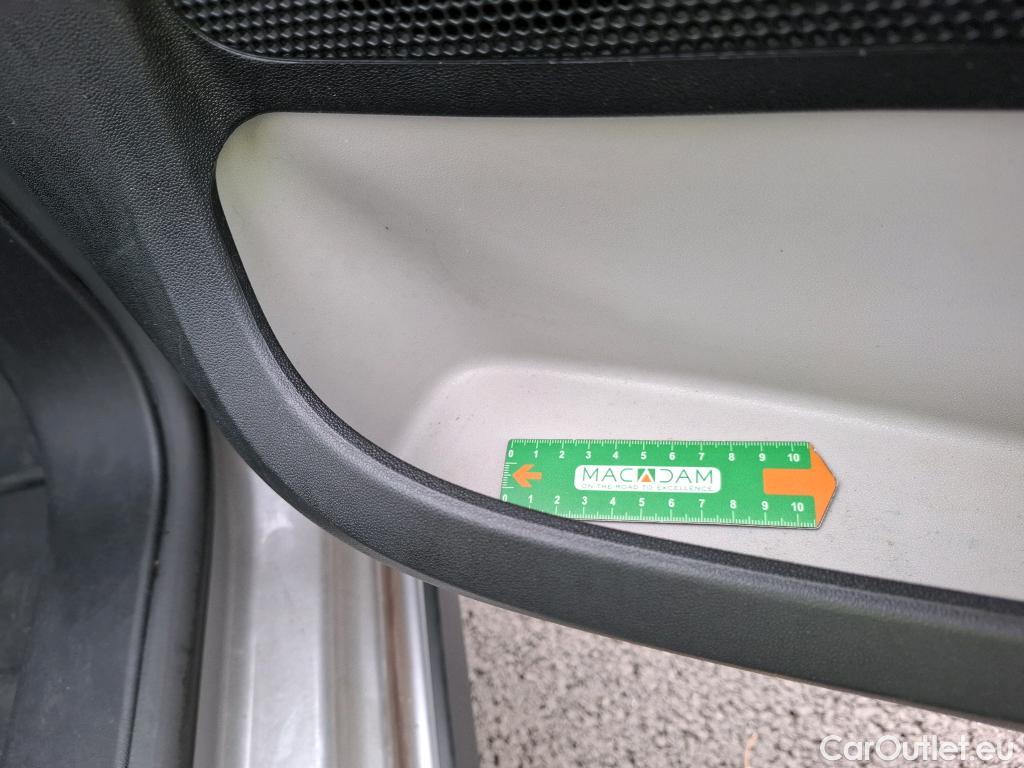 0 1 2 3 4 5 6 7 8 9 10
MACADAM
ON THE ROAD TO EXCELLENCE
0 1 2 3 4 5 6 7 8 9 10
CarOutlet.eu